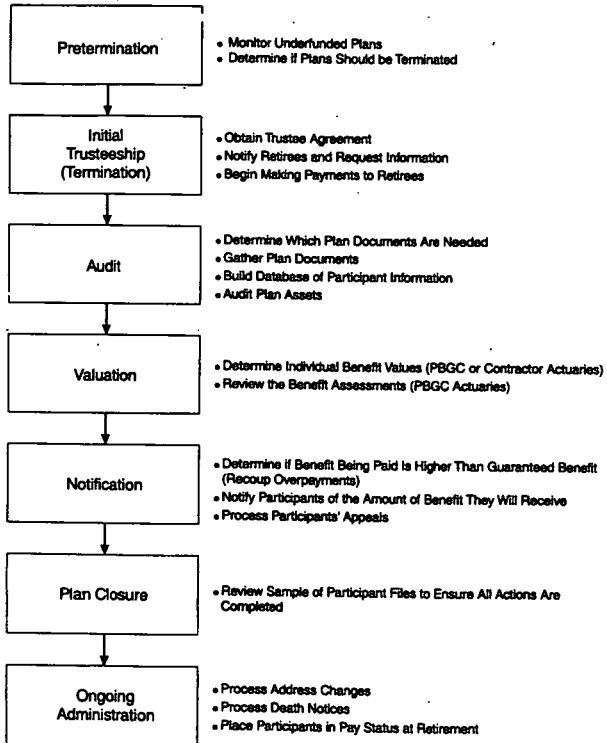 Pretermination
• Monitor Underfunded Plans
• Determine if Plans Should be Terminated
Initial
Trusteeship
(Termination)
• Obtain Trustee Agreement
• Notify Retirees and Request Information
• Begin Making Payments to Retirees
Audit
• Determine Which Plan Documents Are Needed
• Gather Plan Documents
• Build Database of Participant Information
• Audit Plan Assets
Valuation
• Determine Individual Benefit Values (PBGC or Contractor Actuaries)
• Review the Benefit Assessments (PBGC Actuaries)
Notification
• Determine if Benefit Being Paid Is Higher Than Guaranteed Benefit
(Recoup Overpayments)
• Notify Participants of the Amount of Benefit They Will Receive
• Process Participants' Appeals
Plan Closure
• Review Sample of Participant Files to Ensure All Actions Are
Completed
Ongoing
Administration
• Process Address Changes
• Process Death Notices
• Place Participants in Pay Status at Retirement